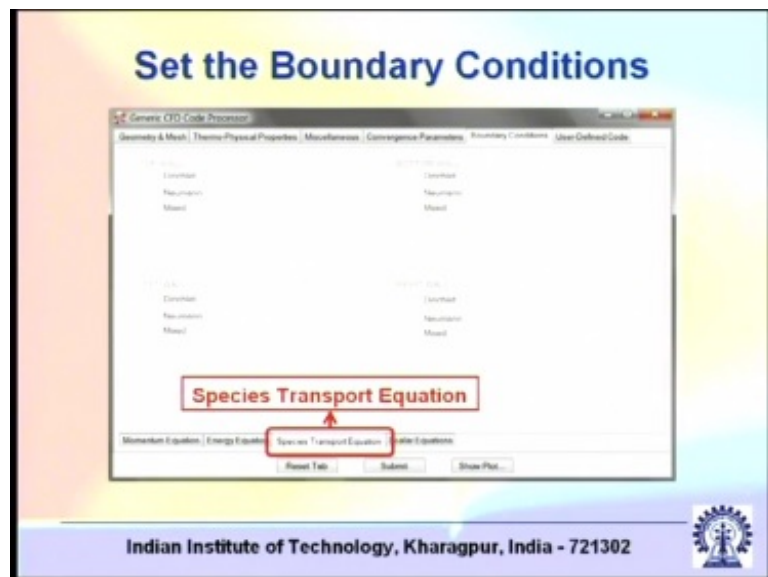 Set the Boundary Conditions
Generic CFD Code Processor
Geometry & Mesh Thermo-Physical Properties Miscellaneous Convergence Parameters Boundary Conditions User-Defined Code
Dirichlet Dirichlet
Neumann Neumann
Mixed Mixed
Dirichlet Dirichlet
Neumann Neumann
Mixed Mixed
Species Transport Equation
Momentum Equation Energy Equation Species Transport Equation Scalar Equations
Reset Tab Submit Show Plot...
Indian Institute of Technology, Kharagpur, India - 721302